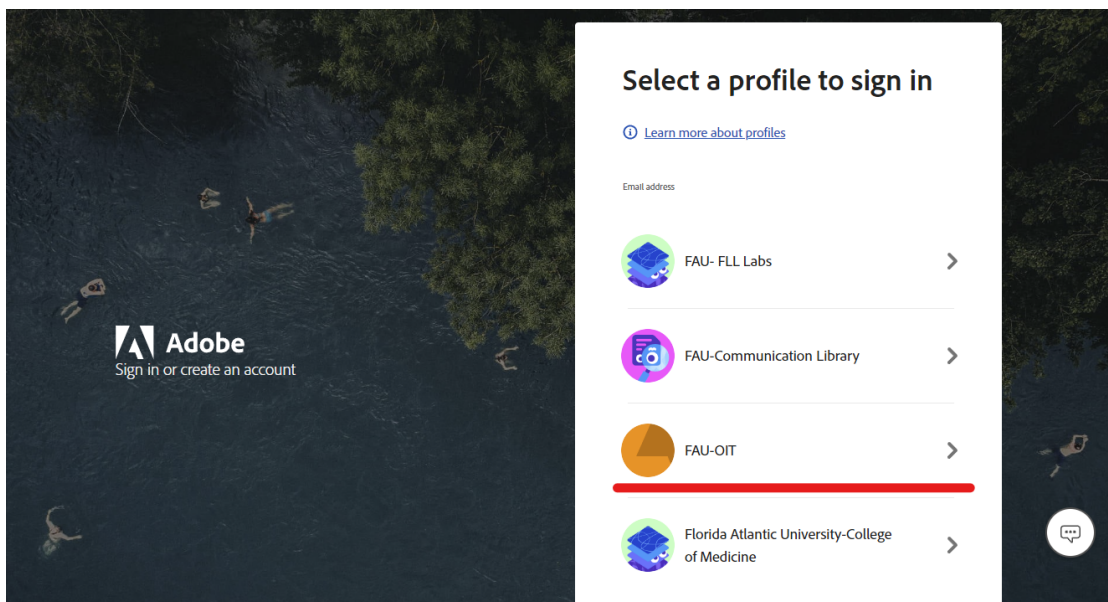 Select a profile to sign in
Learn more about profiles
Email address
FAU- FLL Labs
FAU-Communication Library
FAU-OIT
Florida Atlantic University-College
of Medicine
Adobe
Sign in or create an account